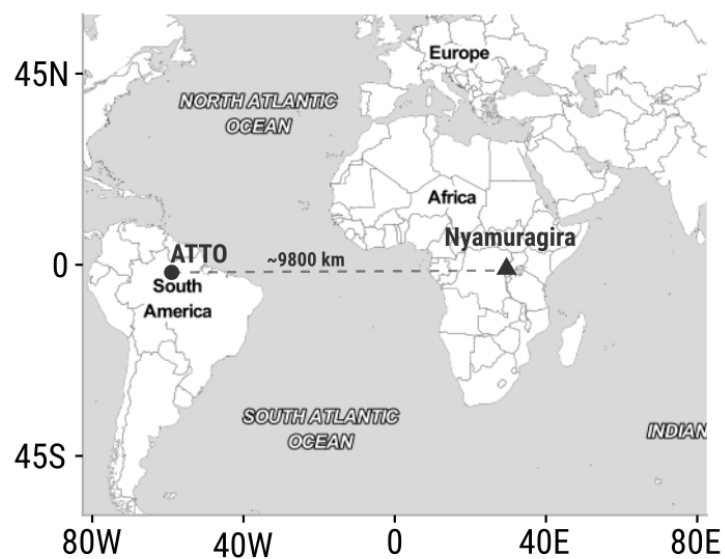 45N
Europe
NORTH ATLANTIC
OCEAN
Africa
Nyamuragira
ATTO
~9800 km
0
South
America
SOUTH ATLANTIC
OCEAN
INDIAN
45S
80W
40W
0
40E
80E